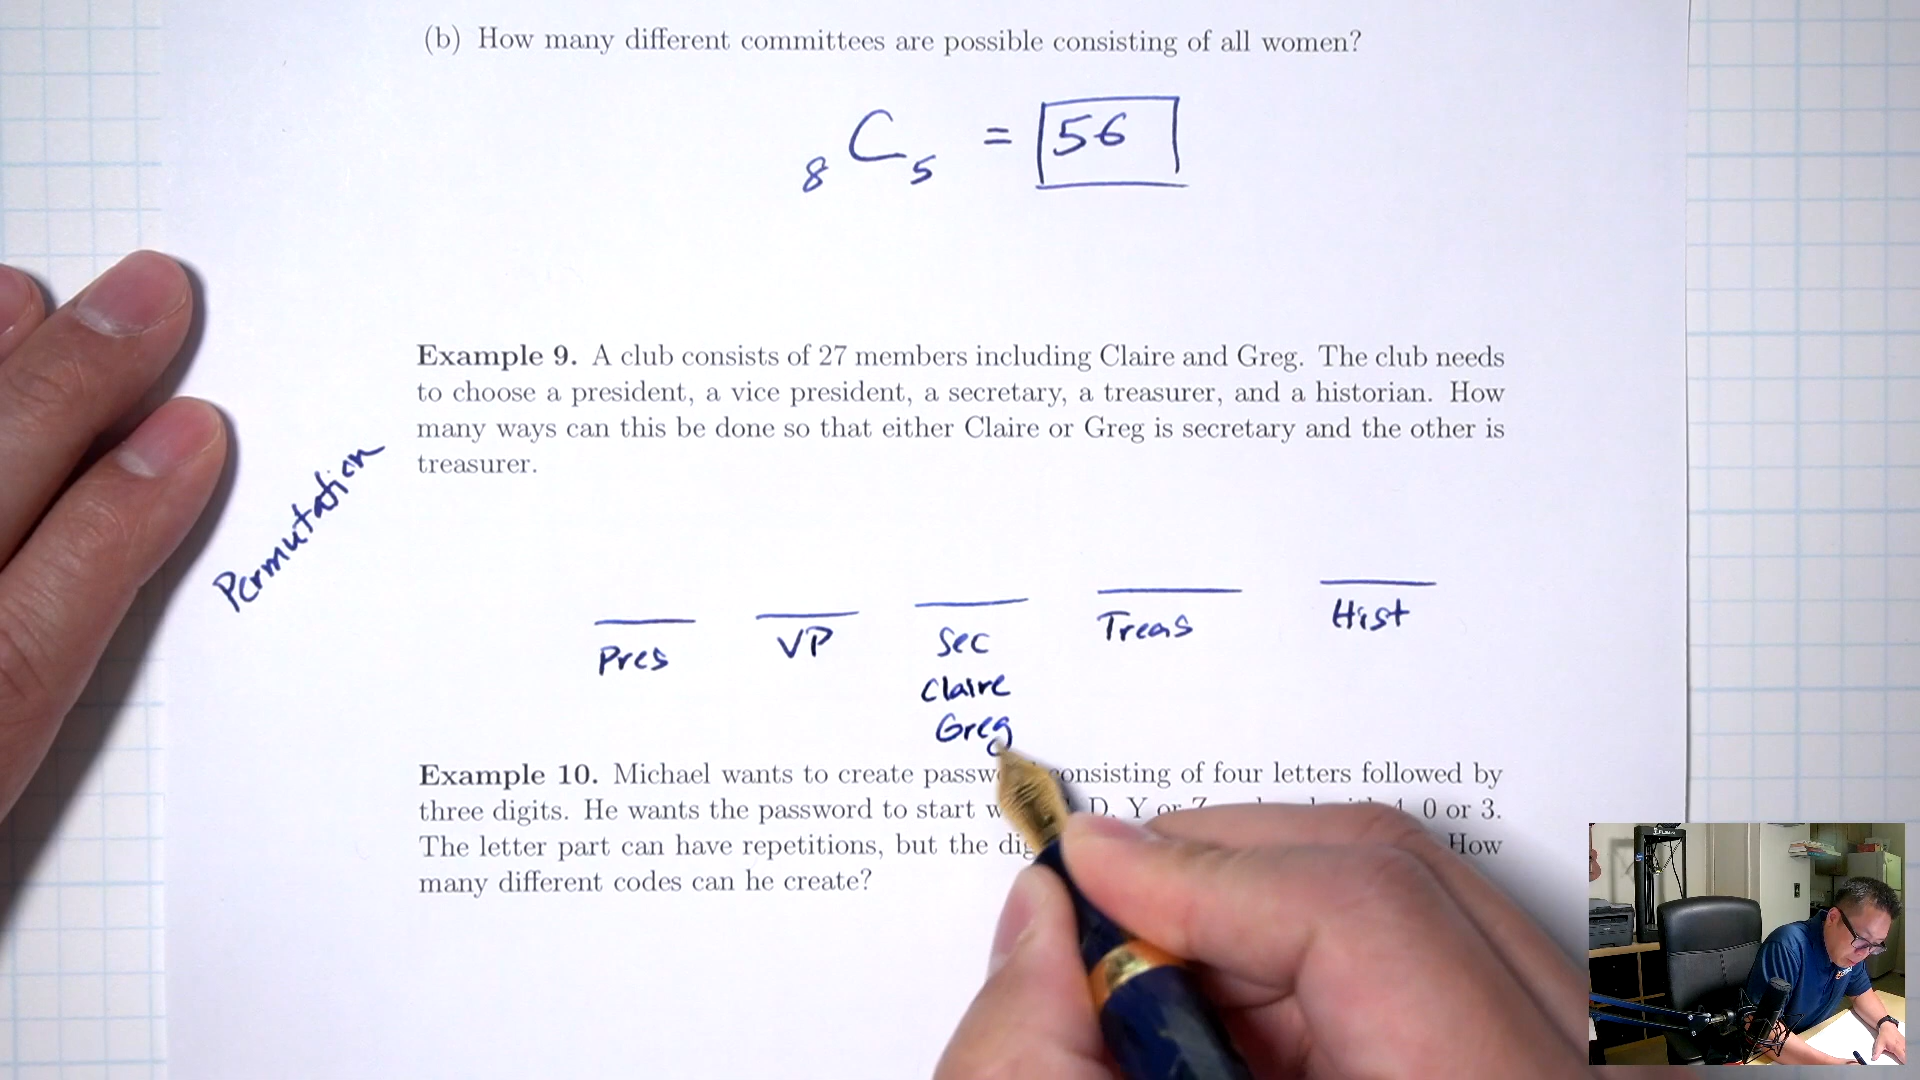 (b) How many different committees are possible consisting of all women?
8 C 5 = 56
Example 9. A club consists of 27 members including Claire and Greg. The club needs
to choose a president, a vice president, a secretary, a treasurer, and a historian. How
many ways can this be done so that either Claire or Greg is secretary and the other is
treasurer.
Permutation
Pres VP Sec Treas Hist
Claire
Greg
Example 10. Michael wants to create consisting of four letters followed by
three digits. He wants the password to start D, Y or 0 or 3.
The letter part can have repetitions, but the How
many different codes can he create?